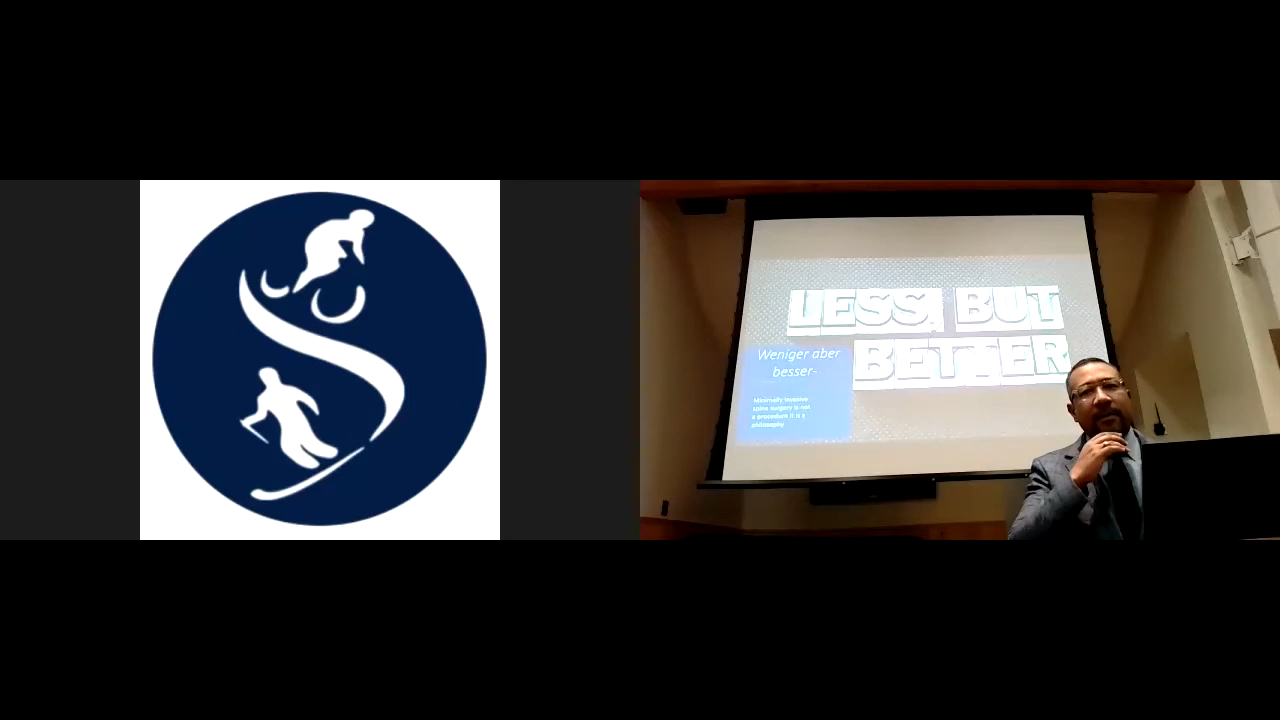 LESS, BUT
BETTER
Weniger aber
besser-
Minimally invasive
spine surgery is not
a procedure it is a
philosophy